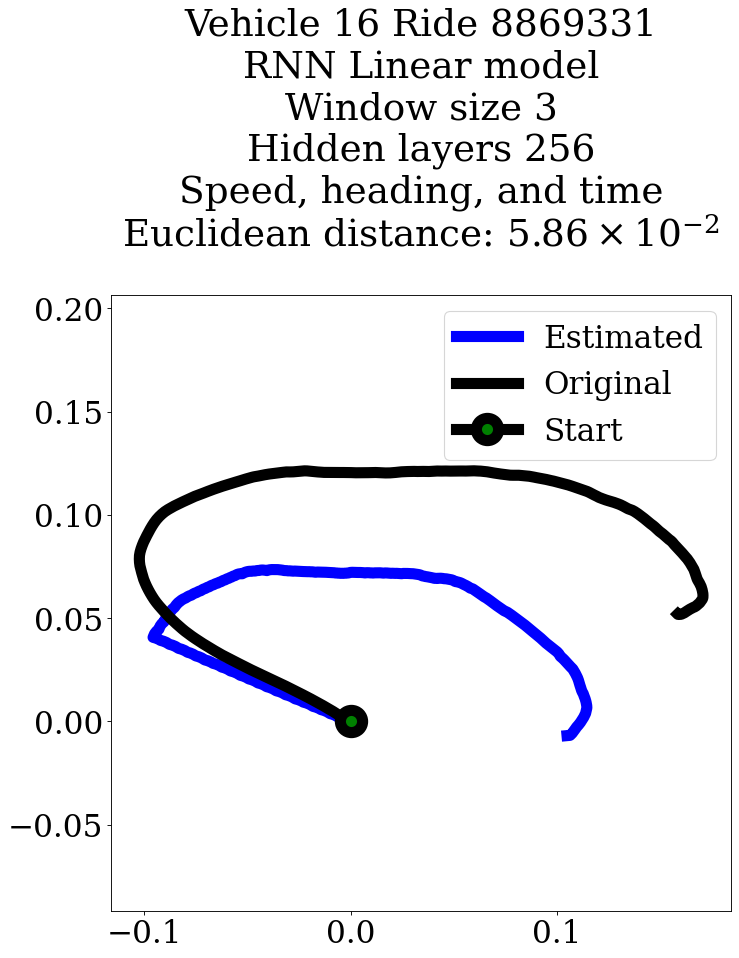 Vehicle 16 Ride 8869331
RNN Linear model
Window size 3
Hidden layers 256
Speed, heading, and time
Euclidean distance: 5.86 × 10⁻²
0.20
0.15
0.10
0.05
0.00
−0.05
−0.1
0.0
0.1
Estimated
Original
Start